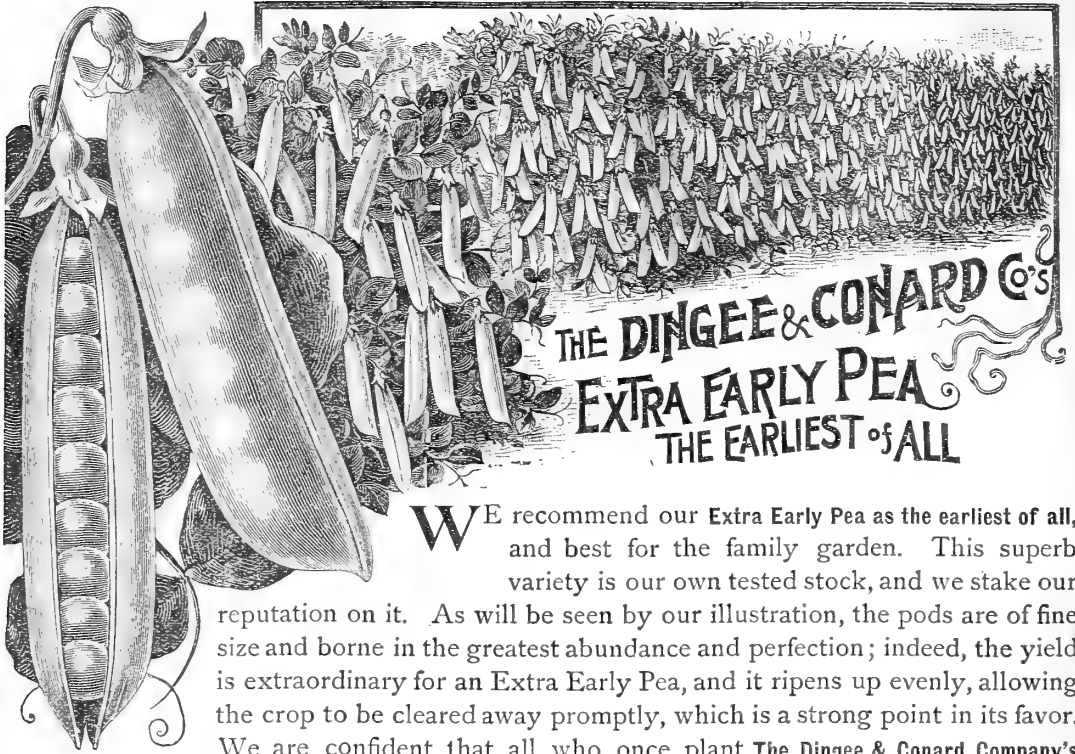 THE DINGEE & CONARD CO'S
EXTRA EARLY PEA
THE EARLIEST of ALL
WE recommend our Extra Early Pea as the earliest of all,
and best for the family garden. This superb
variety is our own tested stock, and we stake our
reputation on it. As will be seen by our illustration, the pods are of fine
size and borne in the greatest abundance and perfection; indeed, the yield
is extraordinary for an Extra Early Pea, and it ripens up evenly, allowing
the crop to be cleared away promptly, which is a strong point in its favor.
We are confident that all who once plant The Dingee & Conard Company's